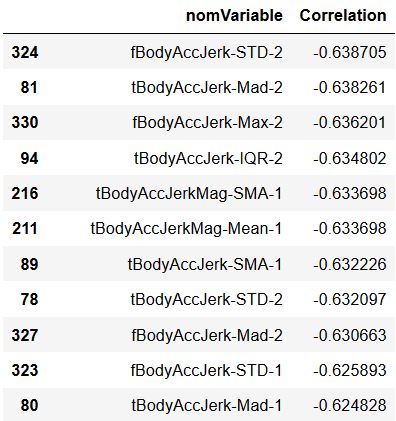 nomVariable Correlation
324 fBodyAccJerk-STD-2 -0.638705
81 tBodyAccJerk-Mad-2 -0.638261
330 fBodyAccJerk-Max-2 -0.636201
94 tBodyAccJerk-IQR-2 -0.634802
216 tBodyAccJerkMag-SMA-1 -0.633698
211 tBodyAccJerkMag-Mean-1 -0.633698
89 tBodyAccJerk-SMA-1 -0.632226
78 tBodyAccJerk-STD-2 -0.632097
327 fBodyAccJerk-Mad-2 -0.630663
323 fBodyAccJerk-STD-1 -0.625893
80 tBodyAccJerk-Mad-1 -0.624828